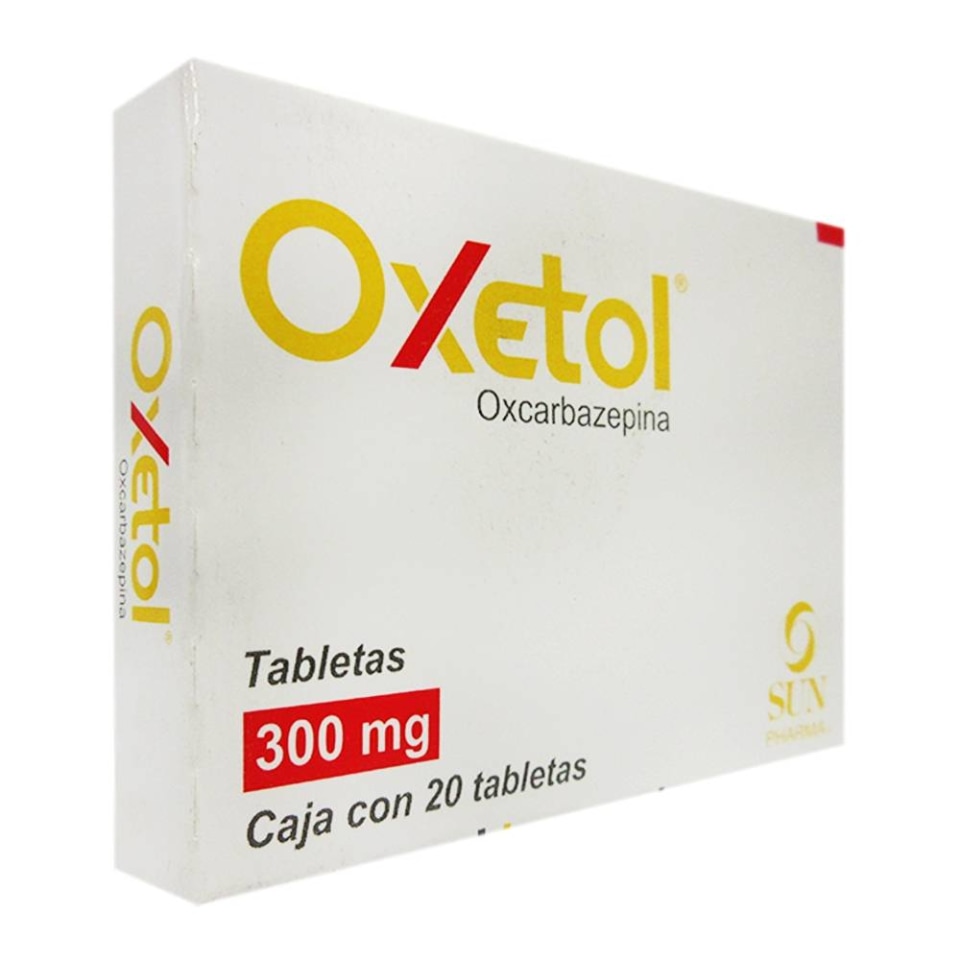 Oxetol®
Oxcarbazepina
Tabletas
300 mg
Caja con 20 tabletas
SUN
PHARMA
Oxetol®
Oxcarbazepina